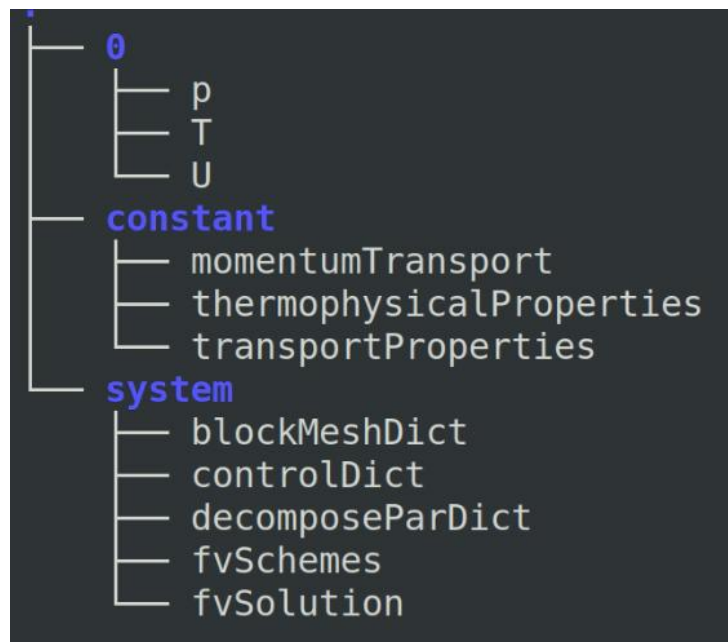 0
p
T
U
constant
momentumTransport
thermophysicalProperties
transportProperties
system
blockMeshDict
controlDict
decomposeParDict
fvSchemes
fvSolution